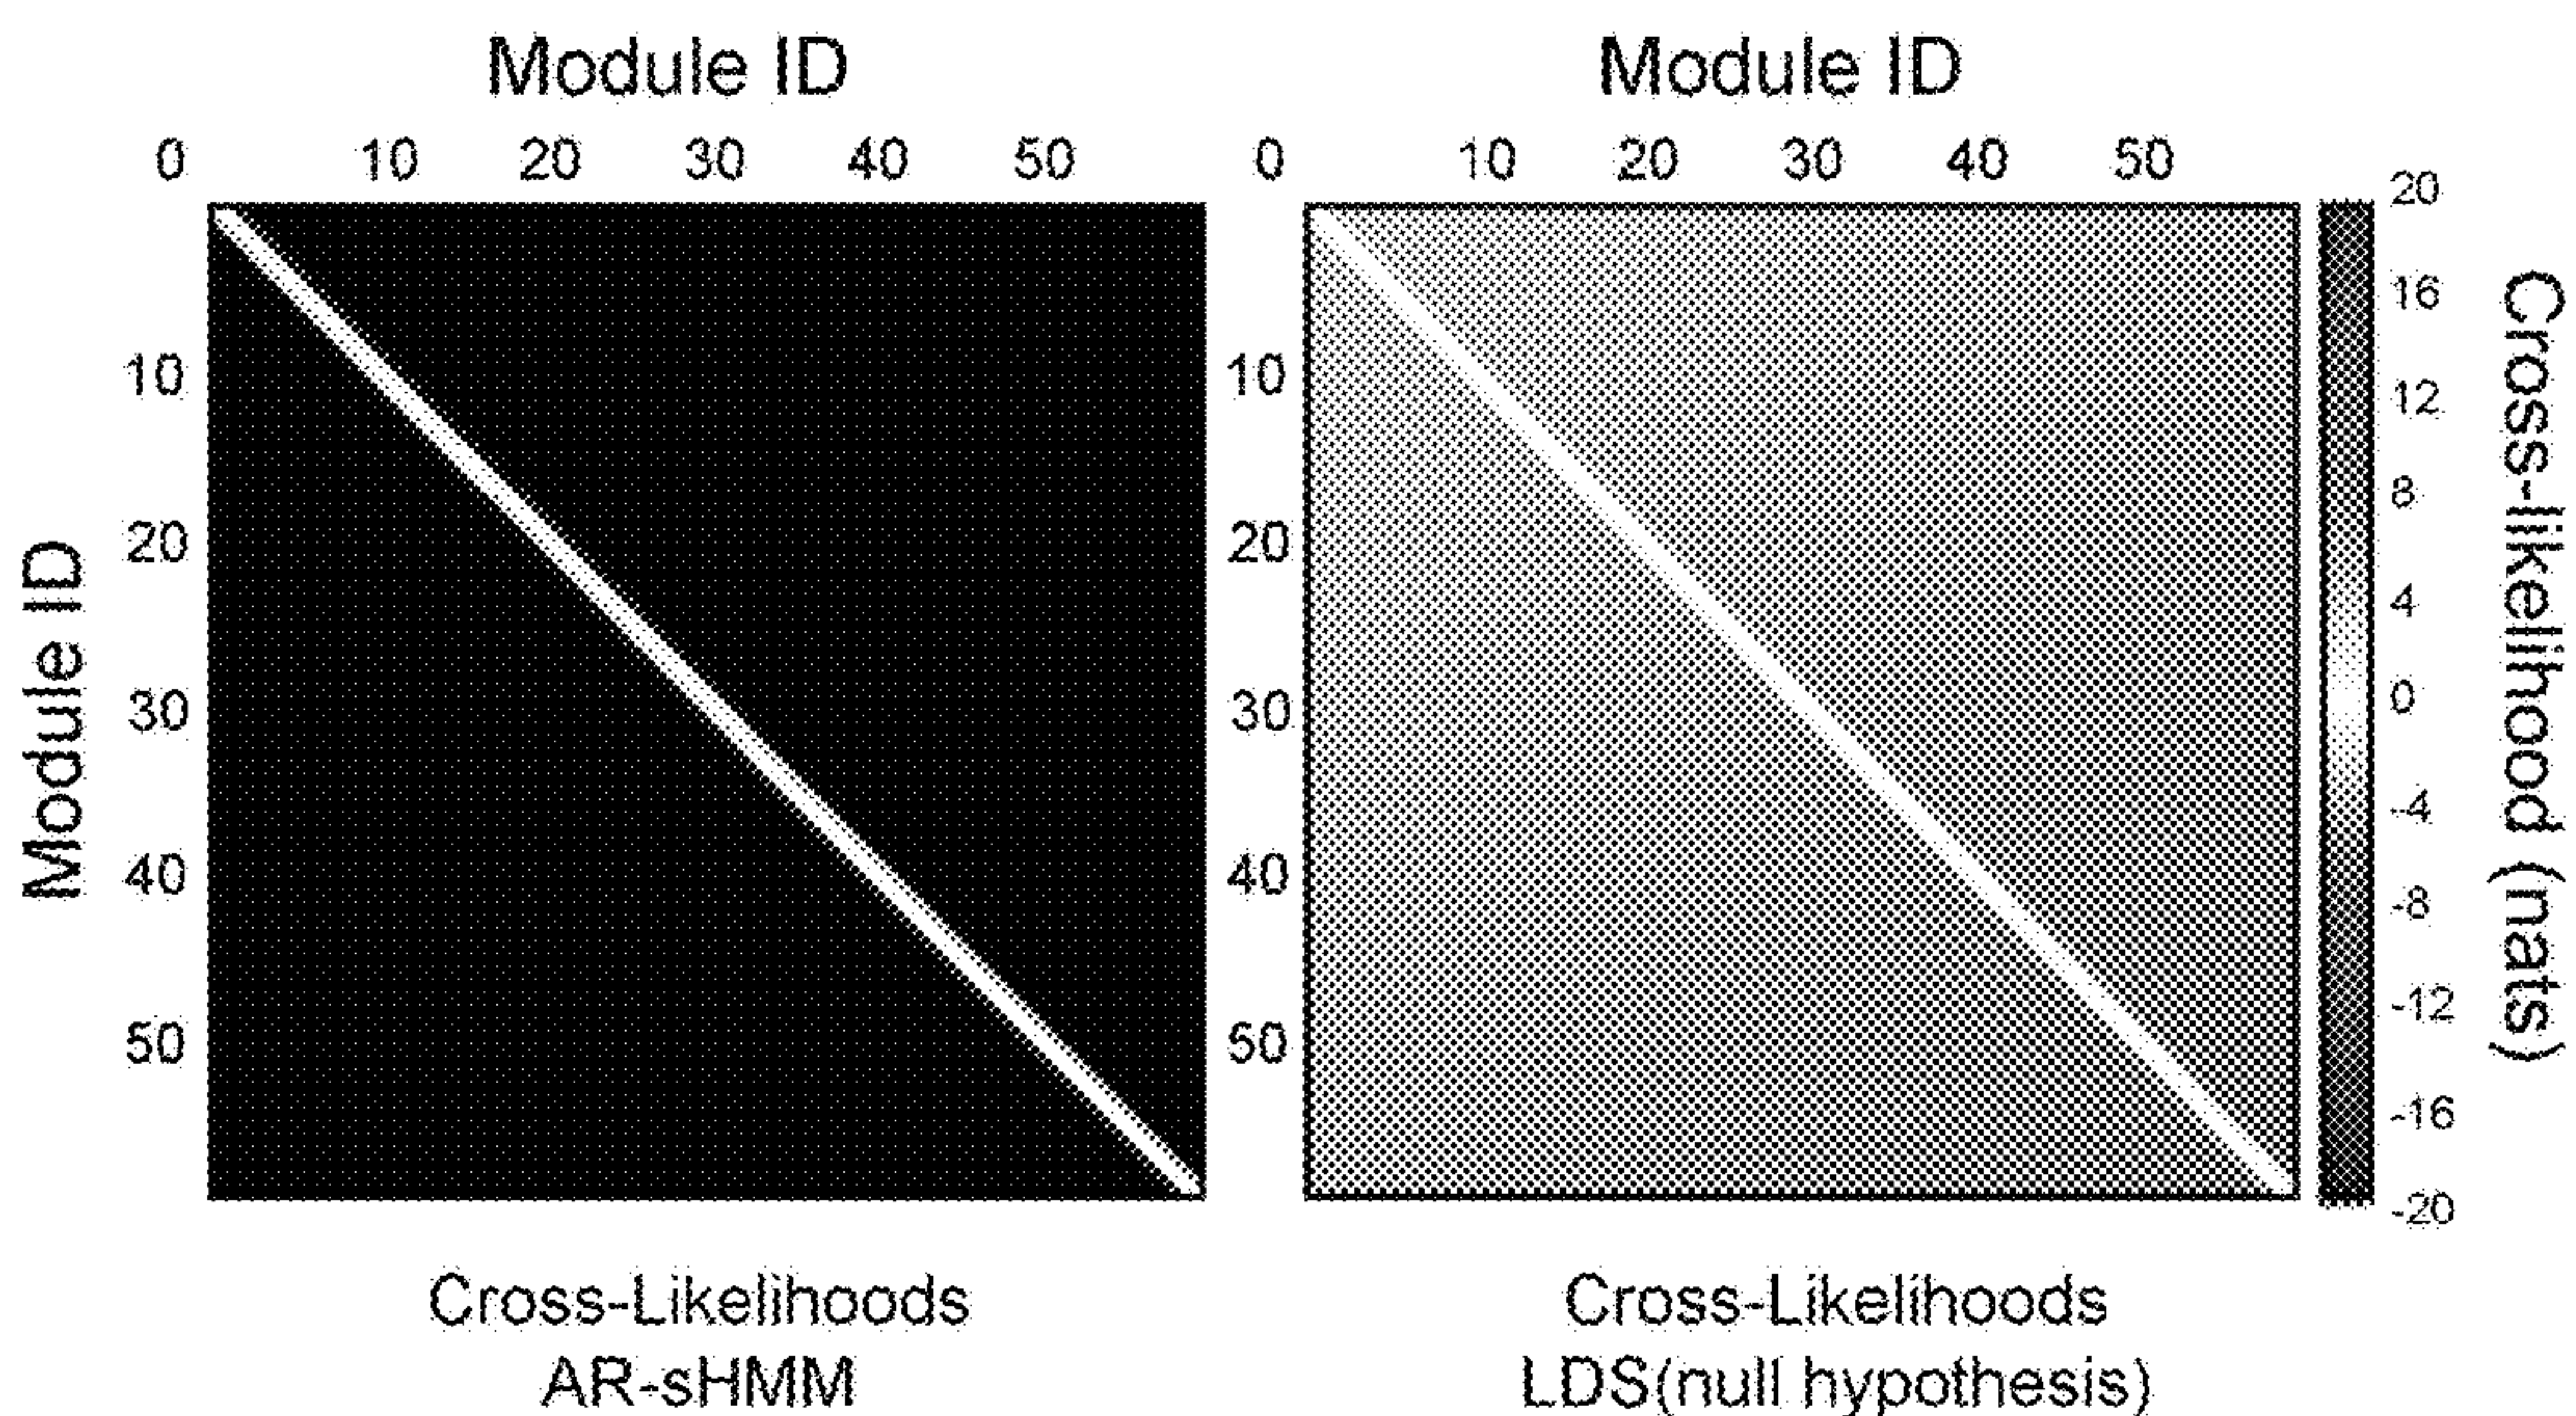 Module ID
0 10 20 30 40 50
Module ID
10
20
30
40
50
Cross-Likelihoods
AR-sHMM
Module ID
0 10 20 30 40 50
10
20
30
40
50
Cross-Likelihoods
LDS(null hypothesis)
20
16
12
8
4
0
-4
-8
-12
-16
-20
Cross-likelihood (nats)